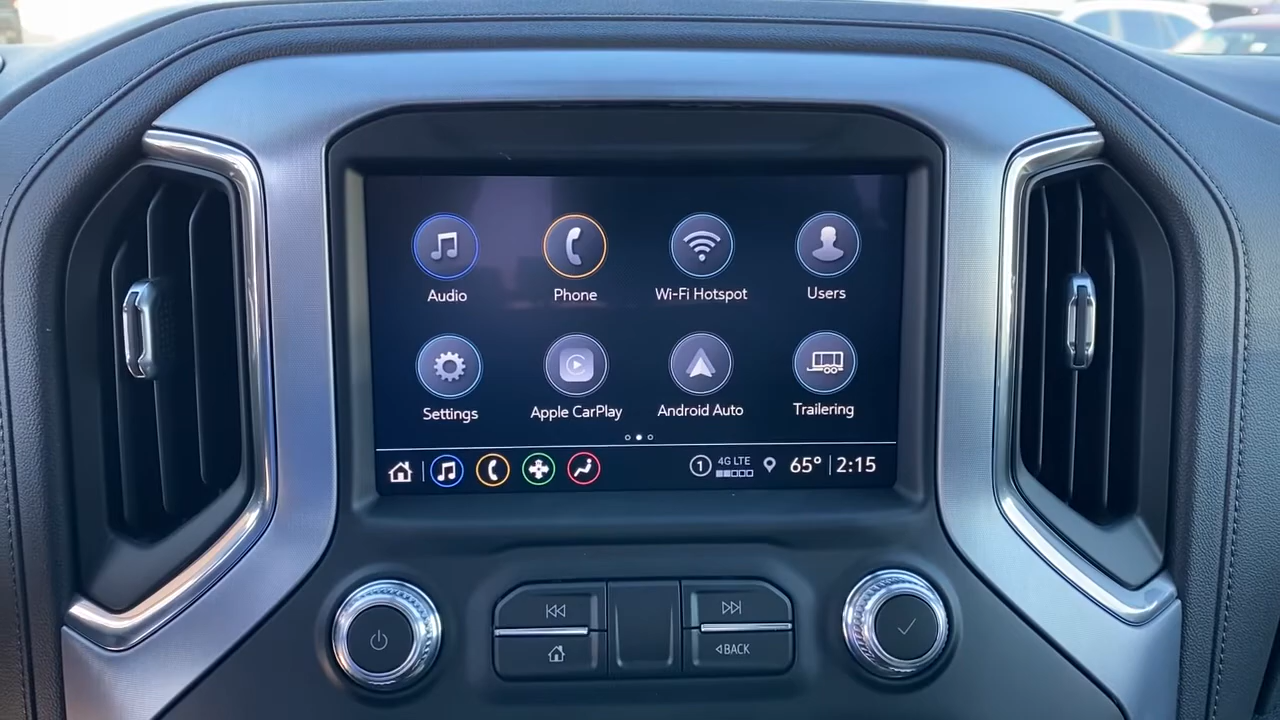 Audio Phone Wi-Fi Hotspot Users
Settings Apple CarPlay Android Auto Trailering
1 4G LTE 65° 2:15
BACK